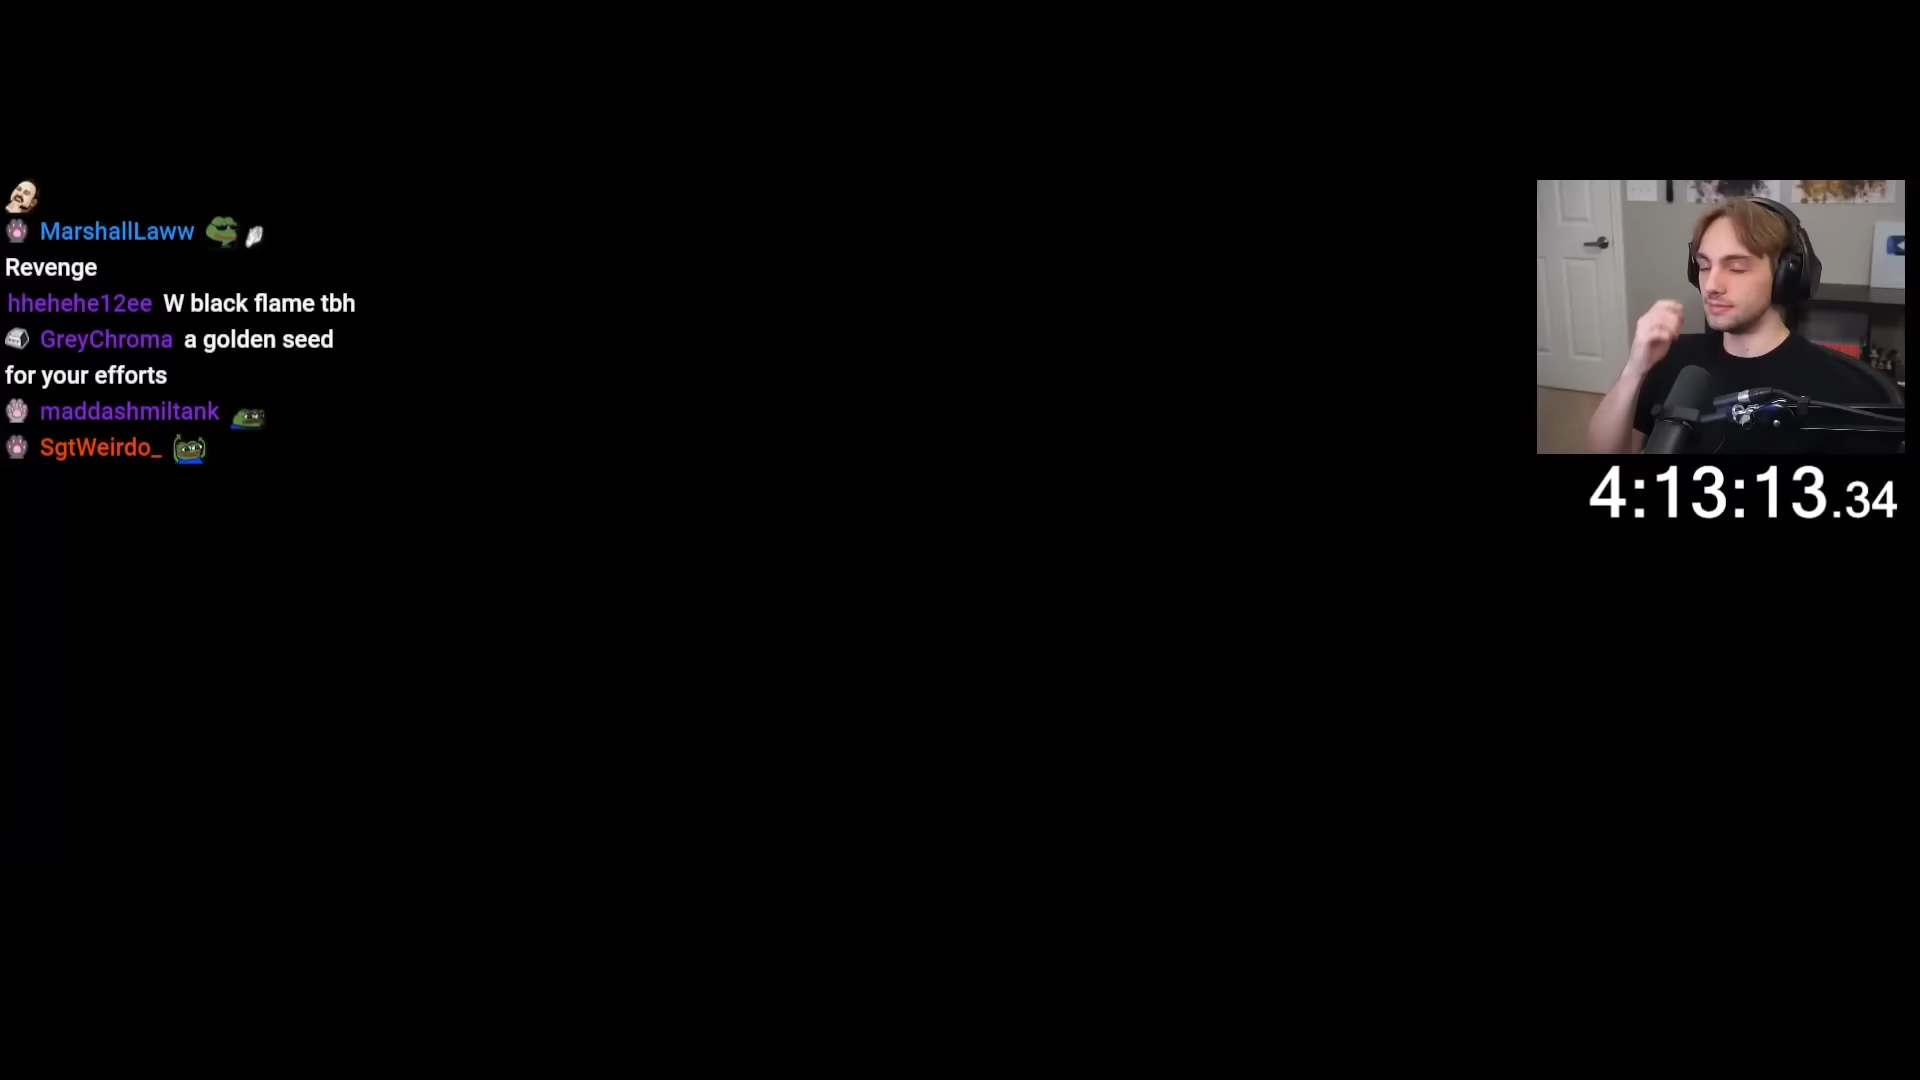 MarshallLaww
Revenge
hhehehe12ee W black flame tbh
GreyChroma a golden seed
for your efforts
maddashmiltank
SgtWeirdo_
4:13:13.34